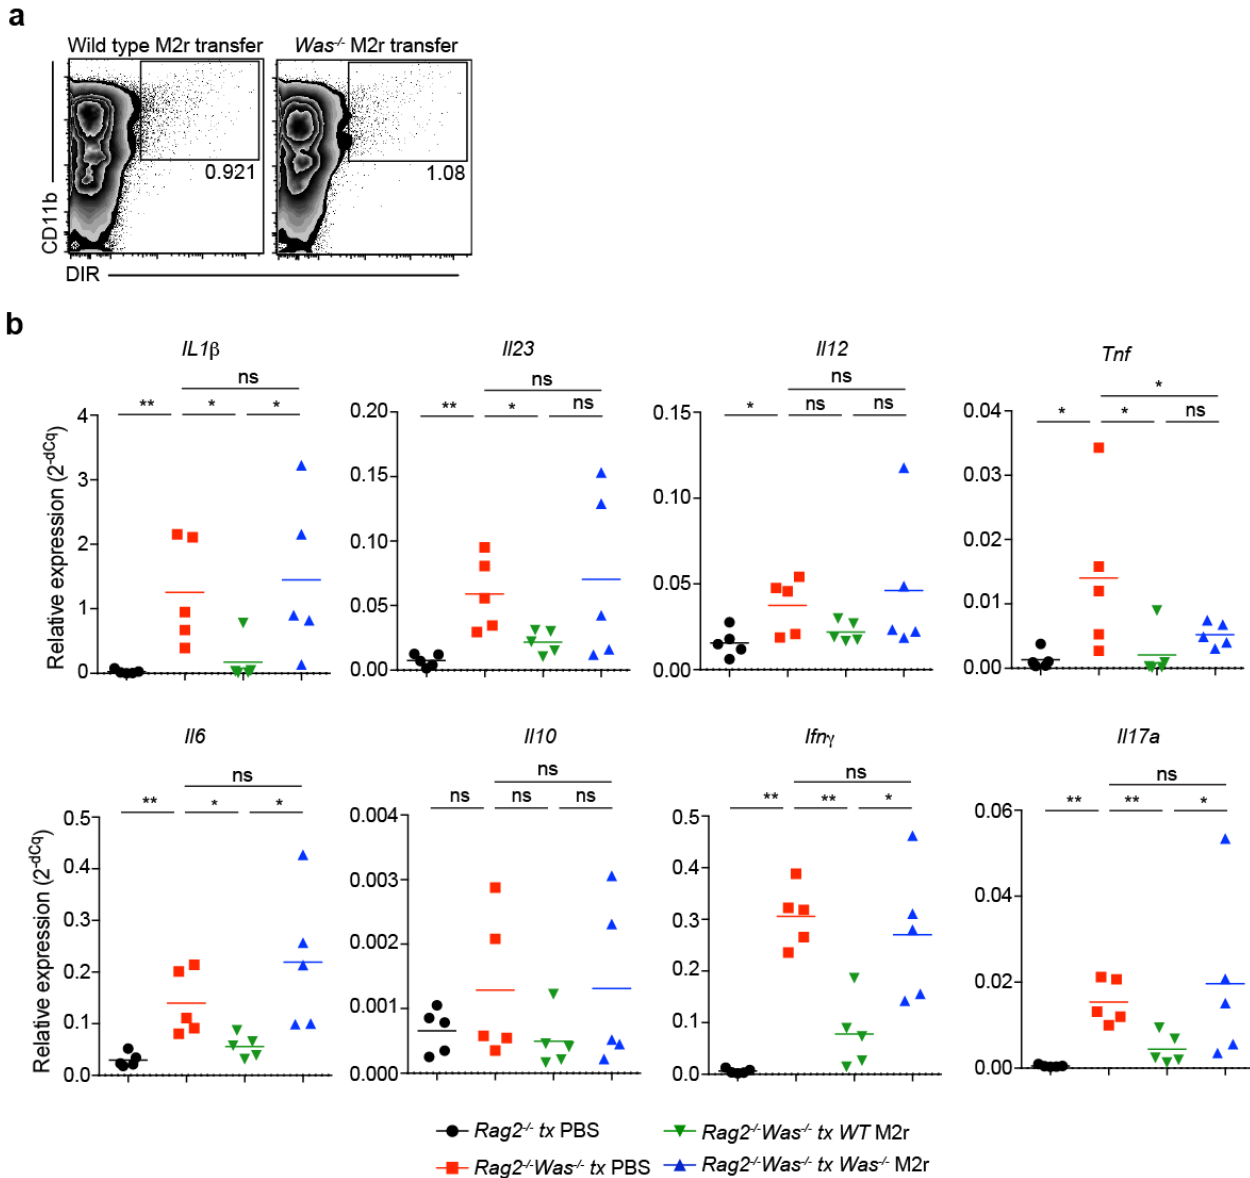 a
Wild type M2r transfer
Was-/- M2r transfer
CD11b
0.921
1.08
DIR
b
IL1β
Il23
Il12
Tnf
ns
ns
ns
*
** * *
** * ns
* ns ns
* * ns
Relative expression (2-dCq)
4
3
2
1
0
0.20
0.15
0.10
0.05
0.00
0.15
0.10
0.05
0.00
0.04
0.03
0.02
0.01
0.00
Il6
Il10
Ifnγ
Il17a
ns
ns
ns
ns
** * *
ns ns ns
** ** *
** ** *
Relative expression (2-dCq)
0.5
0.4
0.3
0.2
0.1
0.0
0.004
0.003
0.002
0.001
0.000
0.5
0.4
0.3
0.2
0.1
0.0
0.06
0.04
0.02
0.00
Rag2-/- tx PBS
Rag2-/-Was-/- tx WT M2r
Rag2-/-Was-/- tx PBS
Rag2-/-Was-/- tx Was-/- M2r